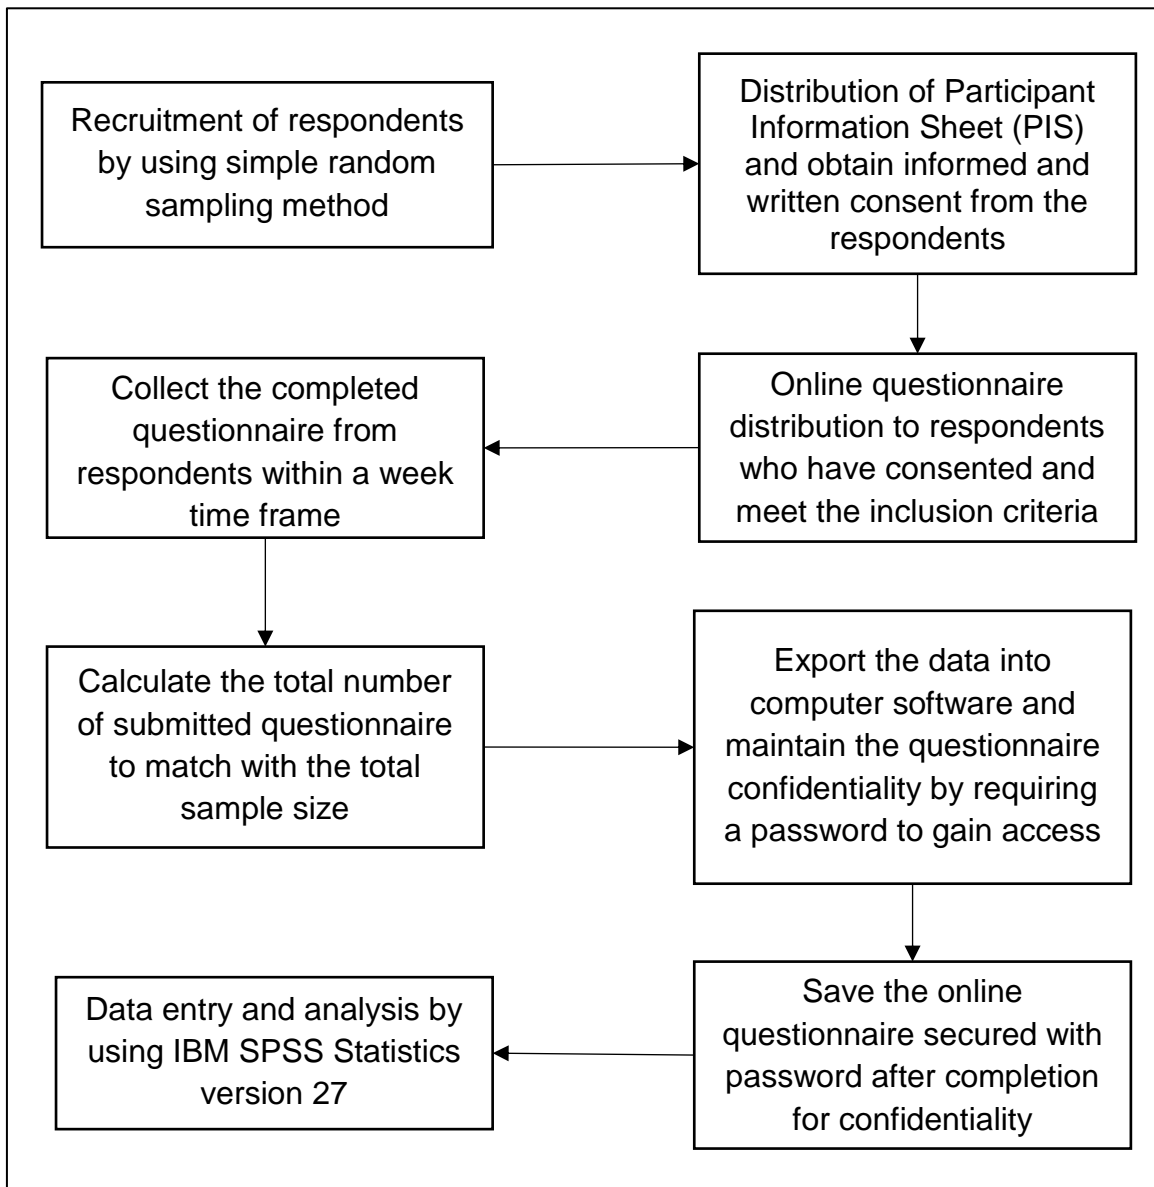 Recruitment of respondents
by using simple random
sampling method
Distribution of Participant
Information Sheet (PIS)
and obtain informed and
written consent from the
respondents
Online questionnaire
distribution to respondents
who have consented and
meet the inclusion criteria
Collect the completed
questionnaire from
respondents within a week
time frame
Calculate the total number
of submitted questionnaire
to match with the total
sample size
Export the data into
computer software and
maintain the questionnaire
confidentiality by requiring
a password to gain access
Save the online
questionnaire secured with
password after completion
for confidentiality
Data entry and analysis by
using IBM SPSS Statistics
version 27